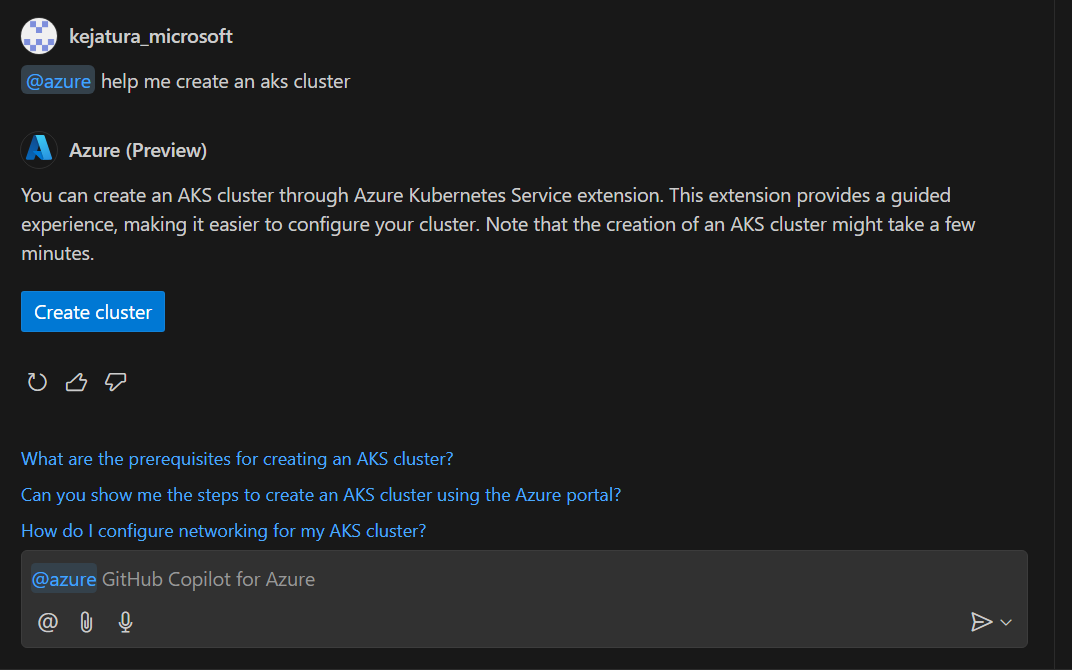 kejatura_microsoft
@azure help me create an aks cluster
Azure (Preview)
You can create an AKS cluster through Azure Kubernetes Service extension. This extension provides a guided
experience, making it easier to configure your cluster. Note that the creation of an AKS cluster might take a few
minutes.
Create cluster
What are the prerequisites for creating an AKS cluster?
Can you show me the steps to create an AKS cluster using the Azure portal?
How do I configure networking for my AKS cluster?
@azure GitHub Copilot for Azure